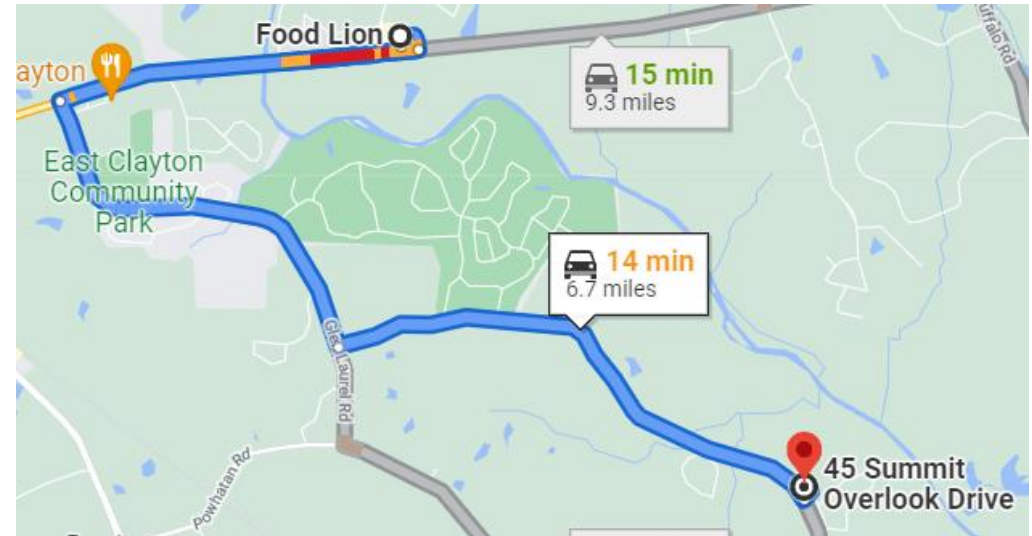 Food Lion
ayton
15 min
9.3 miles
East Clayton
Community
Park
14 min
6.7 miles
Laurel Rd
Powhatan Rd
45 Summit
Overlook Drive